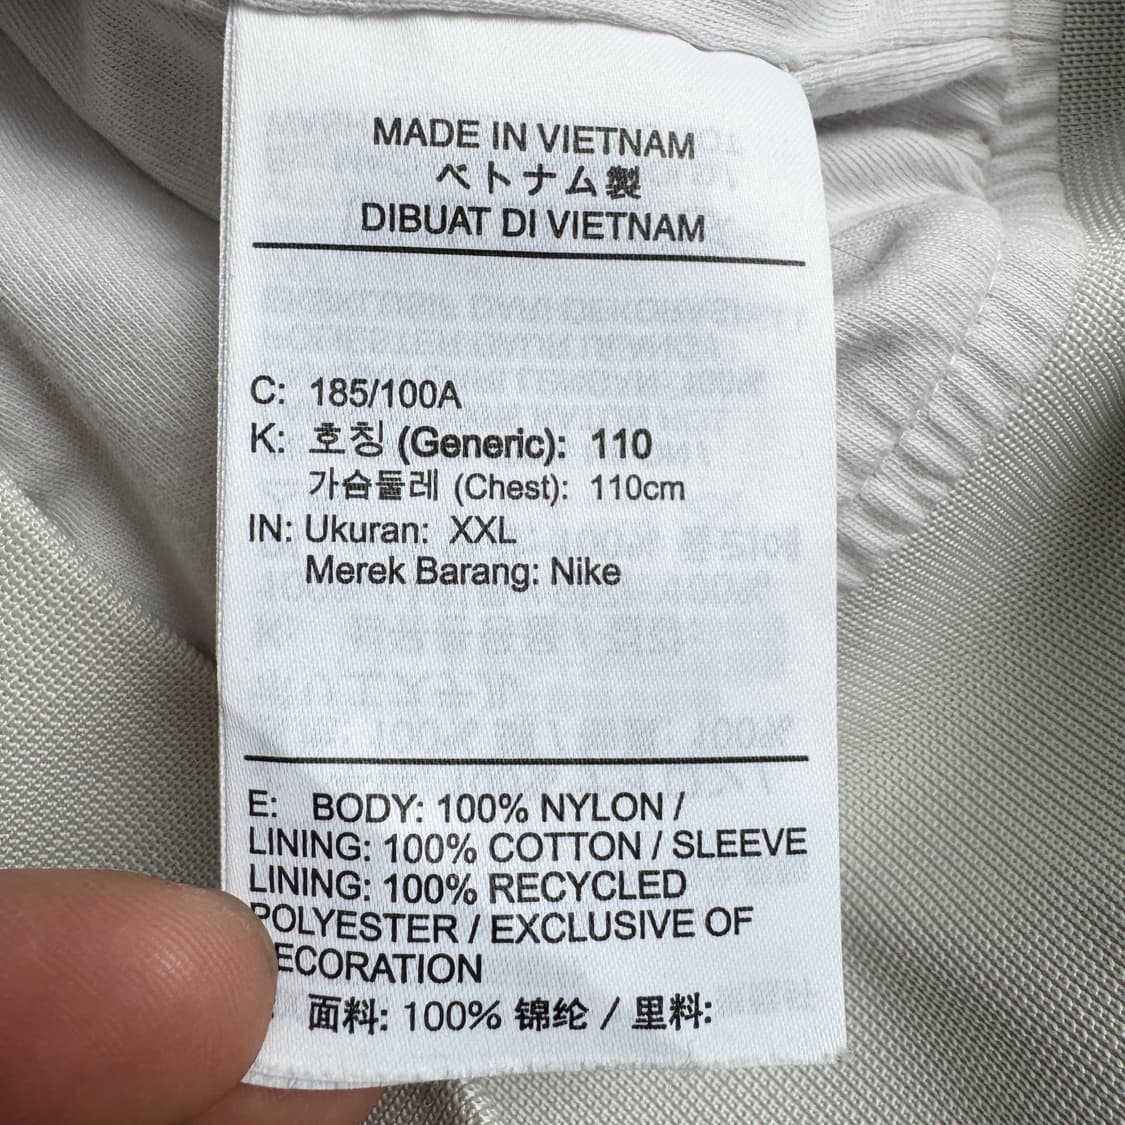 MADE IN VIETNAM
ベトナム製
DIBUAT DI VIETNAM
C: 185/100A
K: 호칭 (Generic): 110
가슴둘레 (Chest): 110cm
IN: Ukuran: XXL
Merek Barang: Nike
E: BODY: 100% NYLON /
LINING: 100% COTTON / SLEEVE
LINING: 100% RECYCLED
POLYESTER / EXCLUSIVE OF
ECORATION
面料: 100% 锦纶 / 里料: